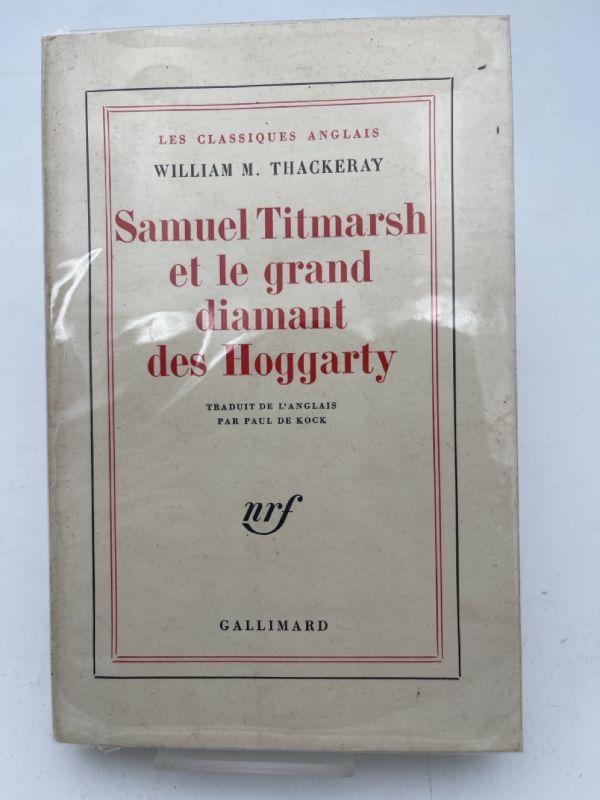 LES CLASSIQUES ANGLAIS
WILLIAM M. THACKERAY
Samuel Titmarsh
et le grand
diamant
des Hoggarty
TRADUIT DE L'ANGLAIS
PAR PAUL DE KOCK
nrf
GALLIMARD